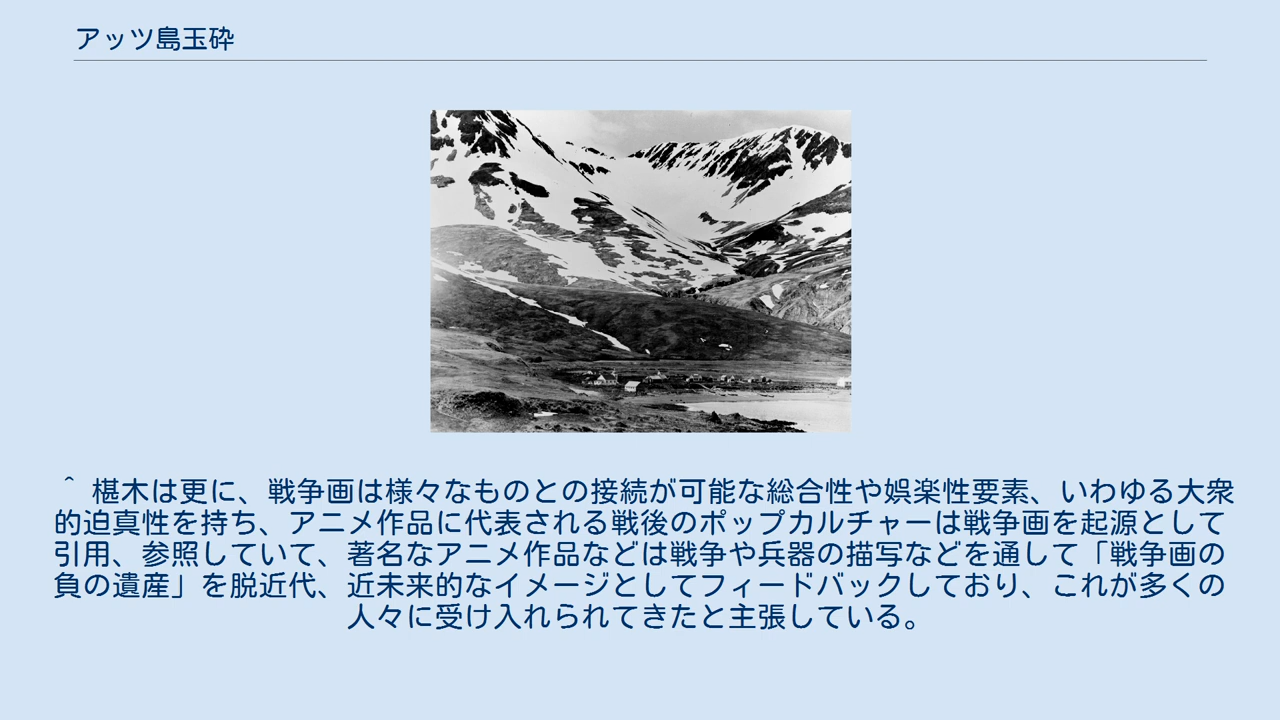 アッツ島玉砕
^ 椹木は更に、戦争画は様々なものとの接続が可能な総合性や娯楽性要素、いわゆる大衆
的迫真性を持ち、アニメ作品に代表される戦後のポップカルチャーは戦争画を起源として
引用、参照していて、著名なアニメ作品などは戦争や兵器の描写などを通して「戦争画の
負の遺産」を脱近代、近未来的なイメージとしてフィードバックしており、これが多くの
人々に受け入れられてきたと主張している。